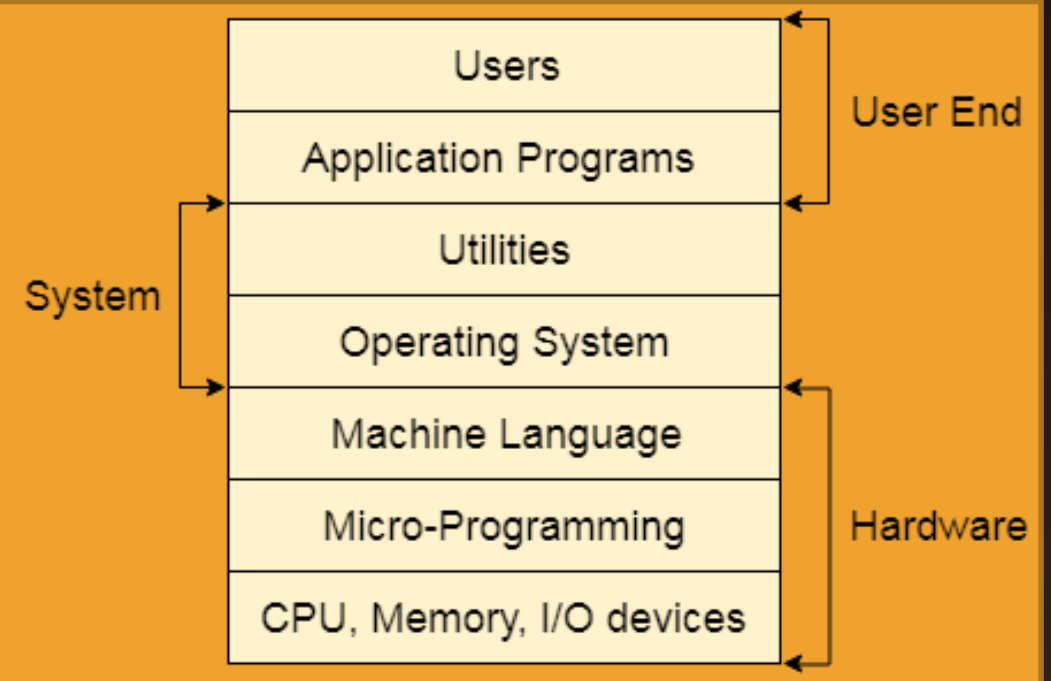 Users
User End
Application Programs
Utilities
System
Operating System
Machine Language
Micro-Programming
Hardware
CPU, Memory, I/O devices